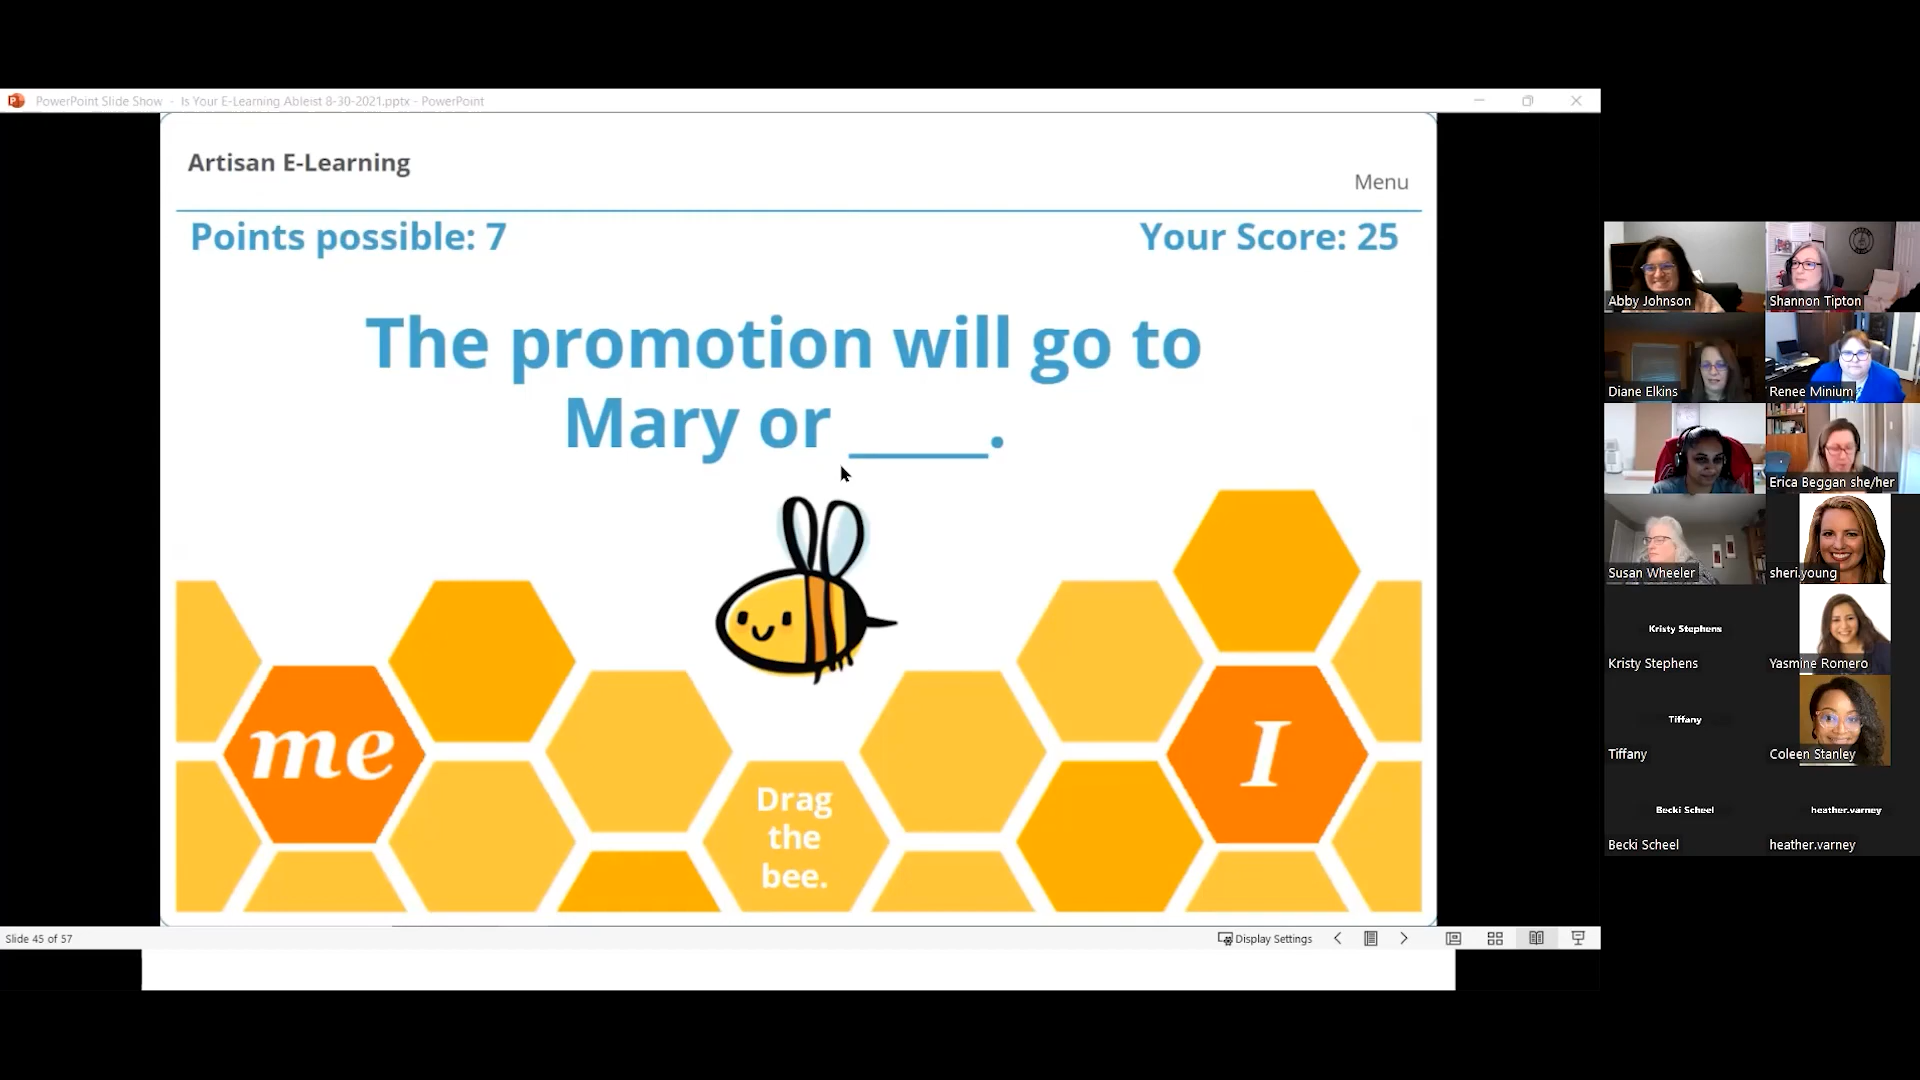 PowerPoint Slide Show - Is Your E-Learning Ableist 8-30-2021.pptx - PowerPoint
Artisan E-Learning
Menu
Points possible: 7
Your Score: 25
The promotion will go to
Mary or _____.
me
I
Drag
the
bee.
Slide 45 of 57
Display Settings
Abby Johnson
Shannon Tipton
Diane Elkins
Renee Minium
Erica Beggan she/her
Susan Wheeler
sheri.young
Kristy Stephens
Kristy Stephens
Yasmine Romero
Tiffany
Tiffany
Coleen Stanley
Becki Scheel
heather.varney
Becki Scheel
heather.varney